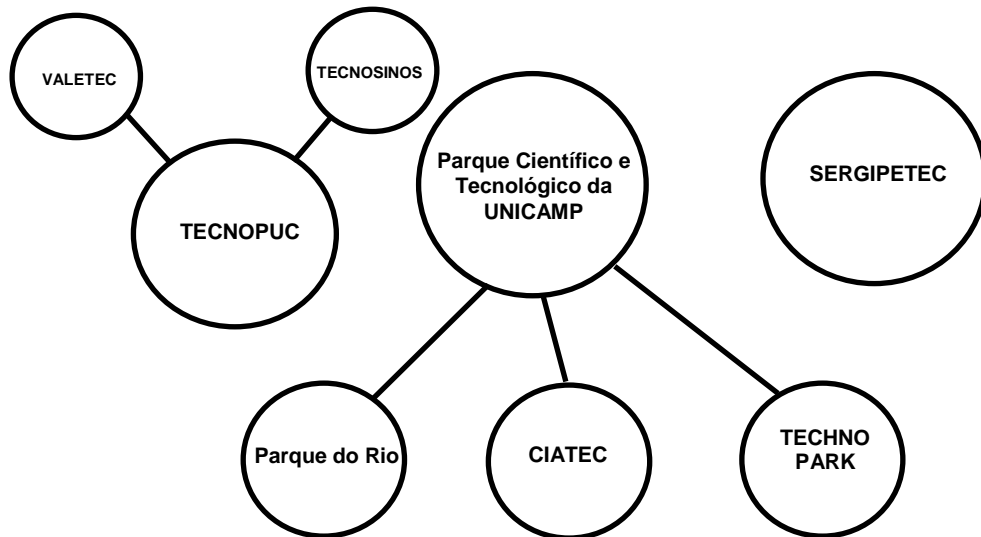 VALETEC
TECNOSINOS
Parque Científico e
Tecnológico da
UNICAMP
SERGIPETEC
TECNOPUC
Parque do Rio
CIATEC
TECHNO
PARK